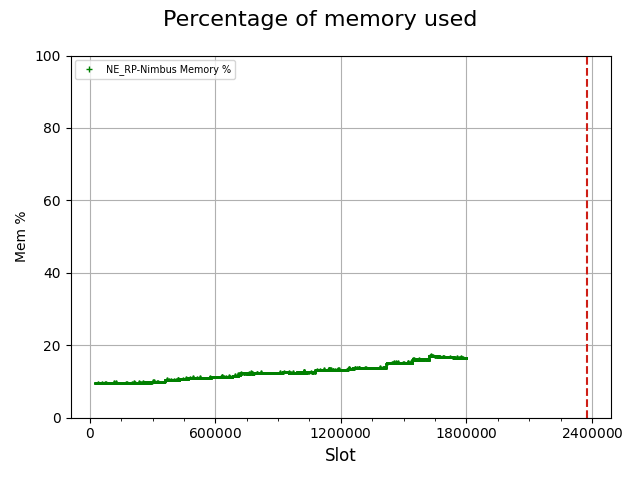 Percentage of memory used
NE_RP-Nimbus Memory %
100
80
60
40
20
0
Mem %
0 600000 1200000 1800000 2400000
Slot